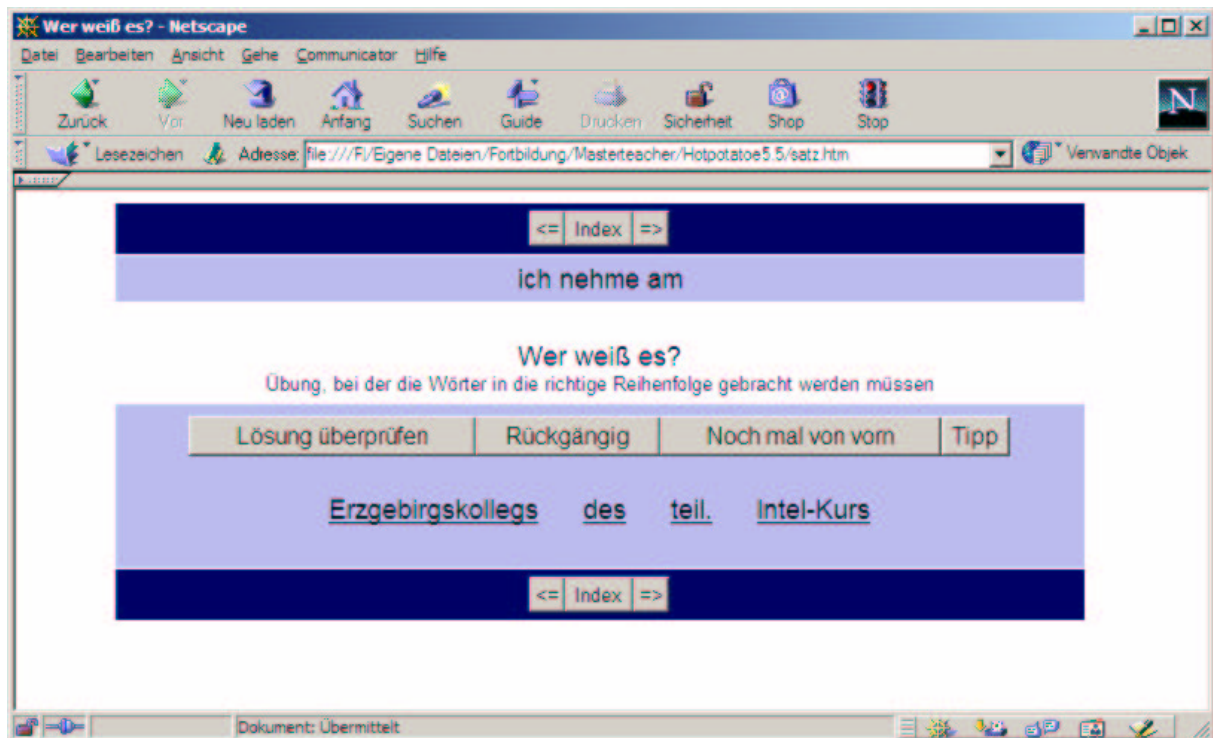 Wer weiß es? - Netscape
Datei Bearbeiten Ansicht Gehe Communicator Hilfe
Zurück Vor Neu laden Anfang Suchen Guide Drucken Sicherheit Shop Stop N
Lesezeichen Adresse: file:///F|/Eigene Dateien/Fortbildung/Masterteacher/Hotpotatoe5.5/satz.htm Verwandte Objek
<= Index =>
ich nehme am
Wer weiß es?
Übung, bei der die Wörter in die richtige Reihenfolge gebracht werden müssen
Lösung überprüfen Rückgängig Noch mal von vorn Tipp
Erzgebirgskollegs des teil. Intel-Kurs
<= Index =>
Dokument: Übermittelt